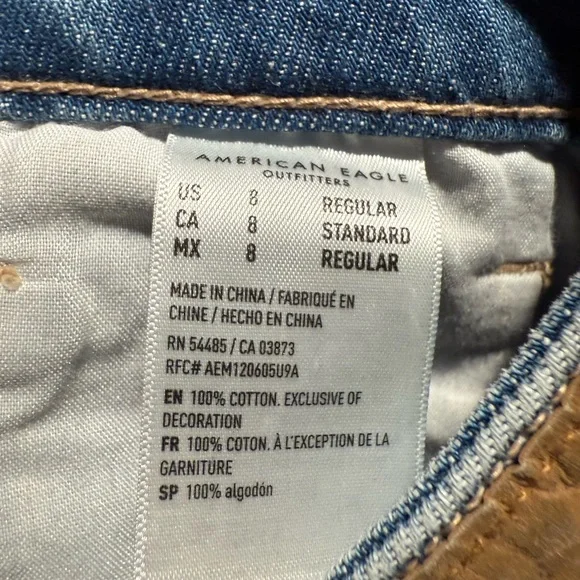 AMERICAN EAGLE
OUTFITTERS
US 8 REGULAR
CA 8 STANDARD
MX 8 REGULAR
MADE IN CHINA / FABRIQUÉ EN
CHINE / HECHO EN CHINA
RN 54485 / CA 03873
RFC# AEM120605U9A
EN 100% COTTON. EXCLUSIVE OF
DECORATION
FR 100% COTON. À L'EXCEPTION DE LA
GARNITURE
SP 100% algodón